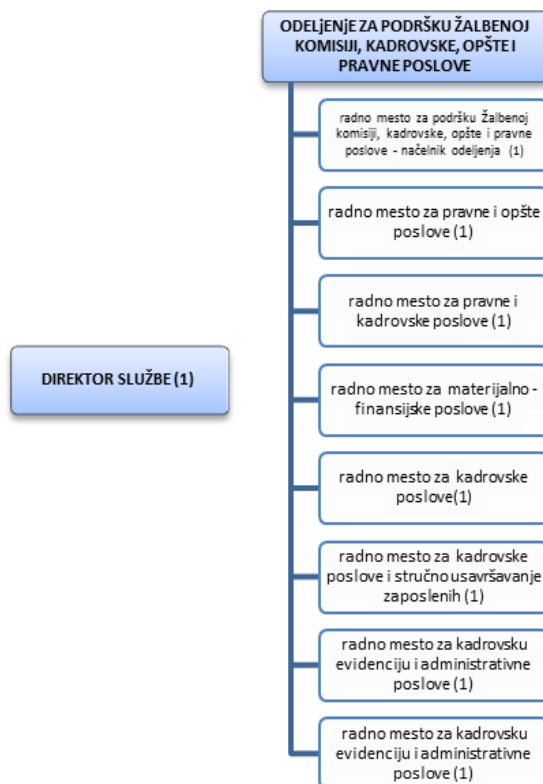 ODELjENjE ZA PODRŠKU ŽALBENOJ
KOMISIJI, KADROVSKE, OPŠTE I
PRAVNE POSLOVE
radno mesto za podršku Žalbenoj
komisiji, kadrovske, opšte i pravne
poslove - načelnik odeljenja (1)
radno mesto za pravne i opšte
poslove (1)
radno mesto za pravne i
kadrovske poslove (1)
DIREKTOR SLUŽBE (1)
radno mesto za materijalno -
finansijske poslove (1)
radno mesto za kadrovske
poslove(1)
radno mesto za kadrovske
poslove i stručno usavršavanje
zaposlenih (1)
radno mesto za kadrovsku
evidenciju i administrativne
poslove (1)
radno mesto za kadrovsku
evidenciju i administrativne
poslove (1)